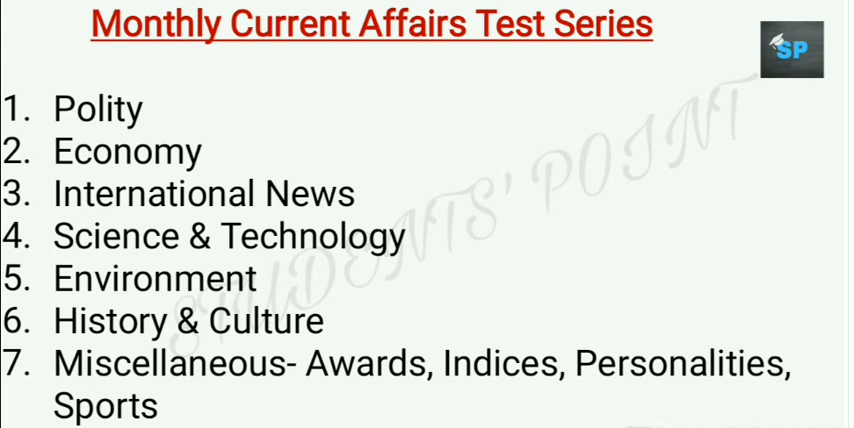 Monthly Current Affairs Test Series
SP
1. Polity
2. Economy
3. International News
4. Science & Technology
5. Environment
6. History & Culture
7. Miscellaneous- Awards, Indices, Personalities,
Sports
STUDENTS' POINT